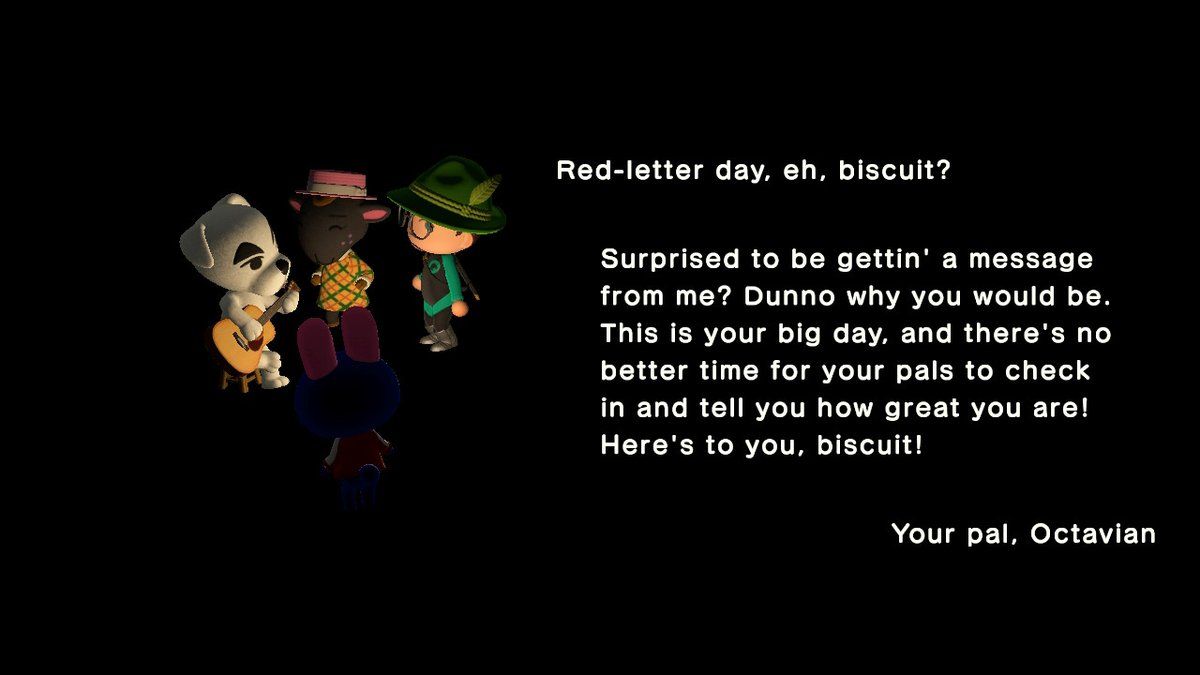 Red-letter day, eh, biscuit?
Surprised to be gettin' a message
from me? Dunno why you would be.
This is your big day, and there's no
better time for your pals to check
in and tell you how great you are!
Here's to you, biscuit!
Your pal, Octavian